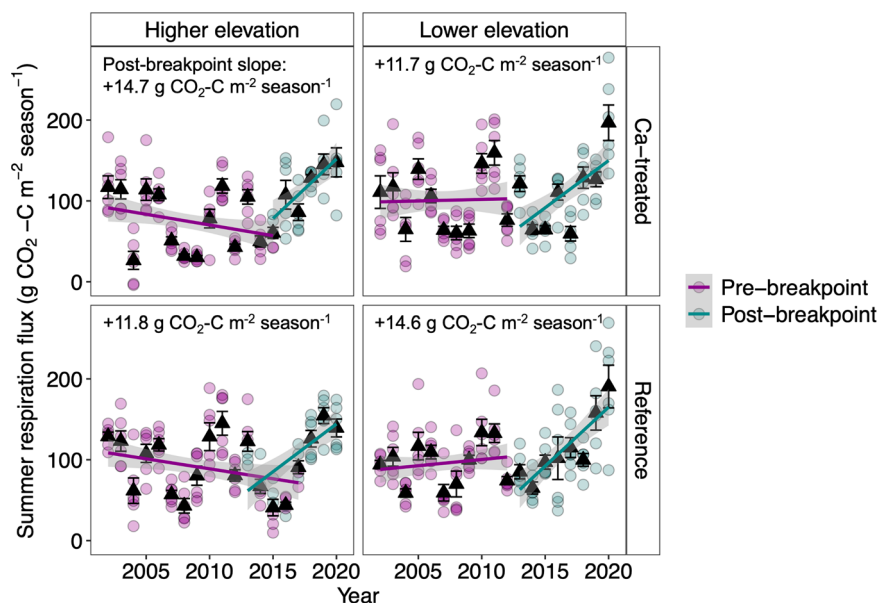 Higher elevation
Lower elevation
Post-breakpoint slope:
+14.7 g CO₂-C m⁻² season⁻¹
+11.7 g CO₂-C m⁻² season⁻¹
Ca−treated
200
100
0
+11.8 g CO₂-C m⁻² season⁻¹
+14.6 g CO₂-C m⁻² season⁻¹
Reference
200
100
0
Summer respiration flux (g CO₂ −C m⁻² season⁻¹)
2005 2010 2015 2020
2005 2010 2015 2020
Year
Pre−breakpoint
Post−breakpoint